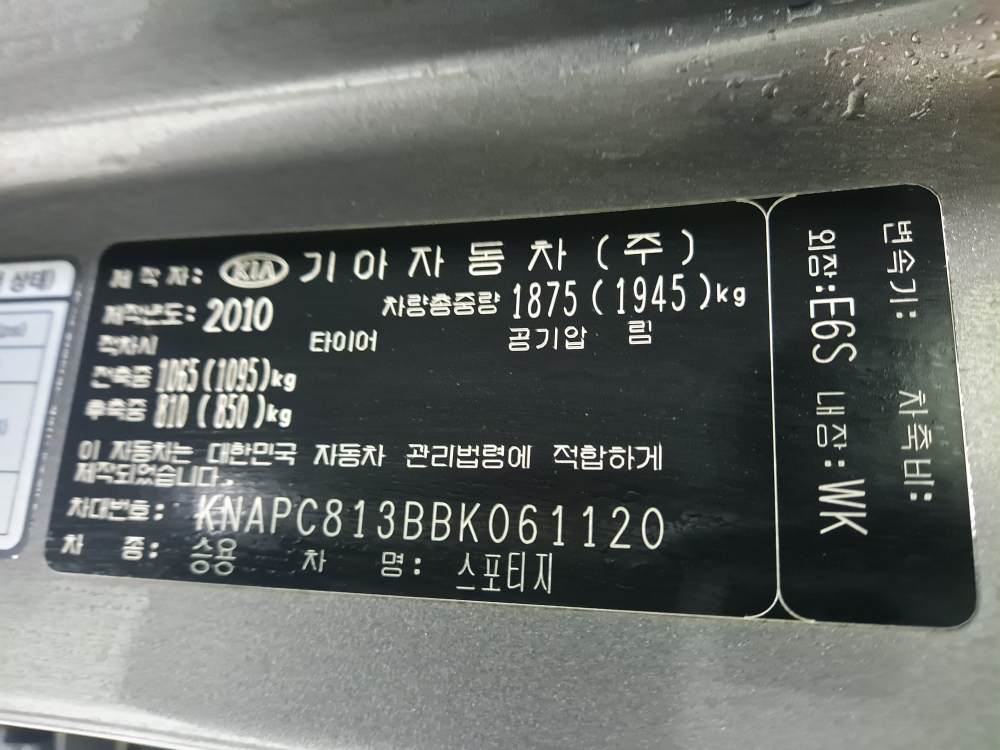 제작자: KIA 기아자동차(주)
제작년도: 2010 차량총중량 1875(1945)kg
적차시 타이어 공기압 림
전축중 1065(1095)kg
후축중 810(850)kg
이 자동차는 대한민국 자동차 관리법령에 적합하게
제작되었습니다.
차대번호: KNAPC813BBK061120
차 종: 승용 차 명: 스포티지
변속기: 차축비:
외장:E6S 내장:WK
상태)